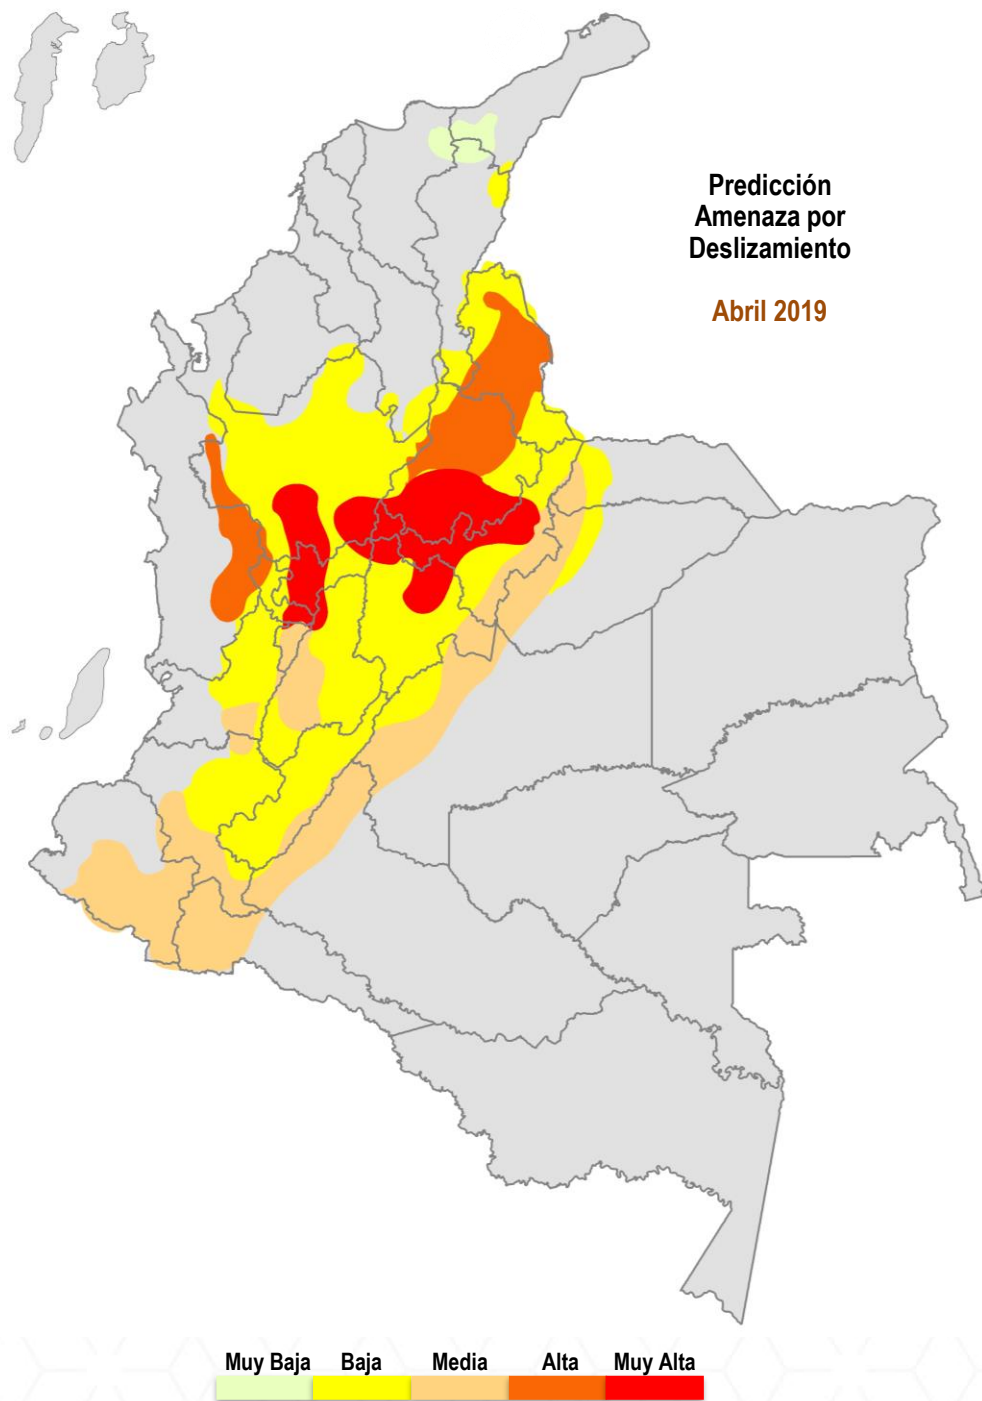 Predicción
Amenaza por
Deslizamiento
Abril 2019
Muy Baja Baja Media Alta Muy Alta